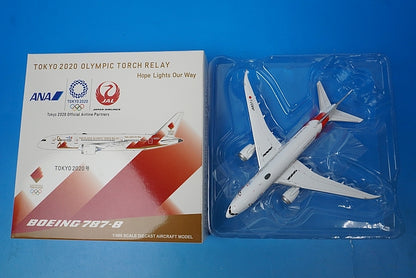 TOKYO 2020 OLYMPIC TORCH RELAY
Hope Lights Our Way
ANA
TOKYO 2020
JAL
JAPAN AIRLINES
Tokyo 2020 Official Airline Partners
TOKYO 2020号
BOEING 787-8
1/400 SCALE DIECAST AIRCRAFT MODEL